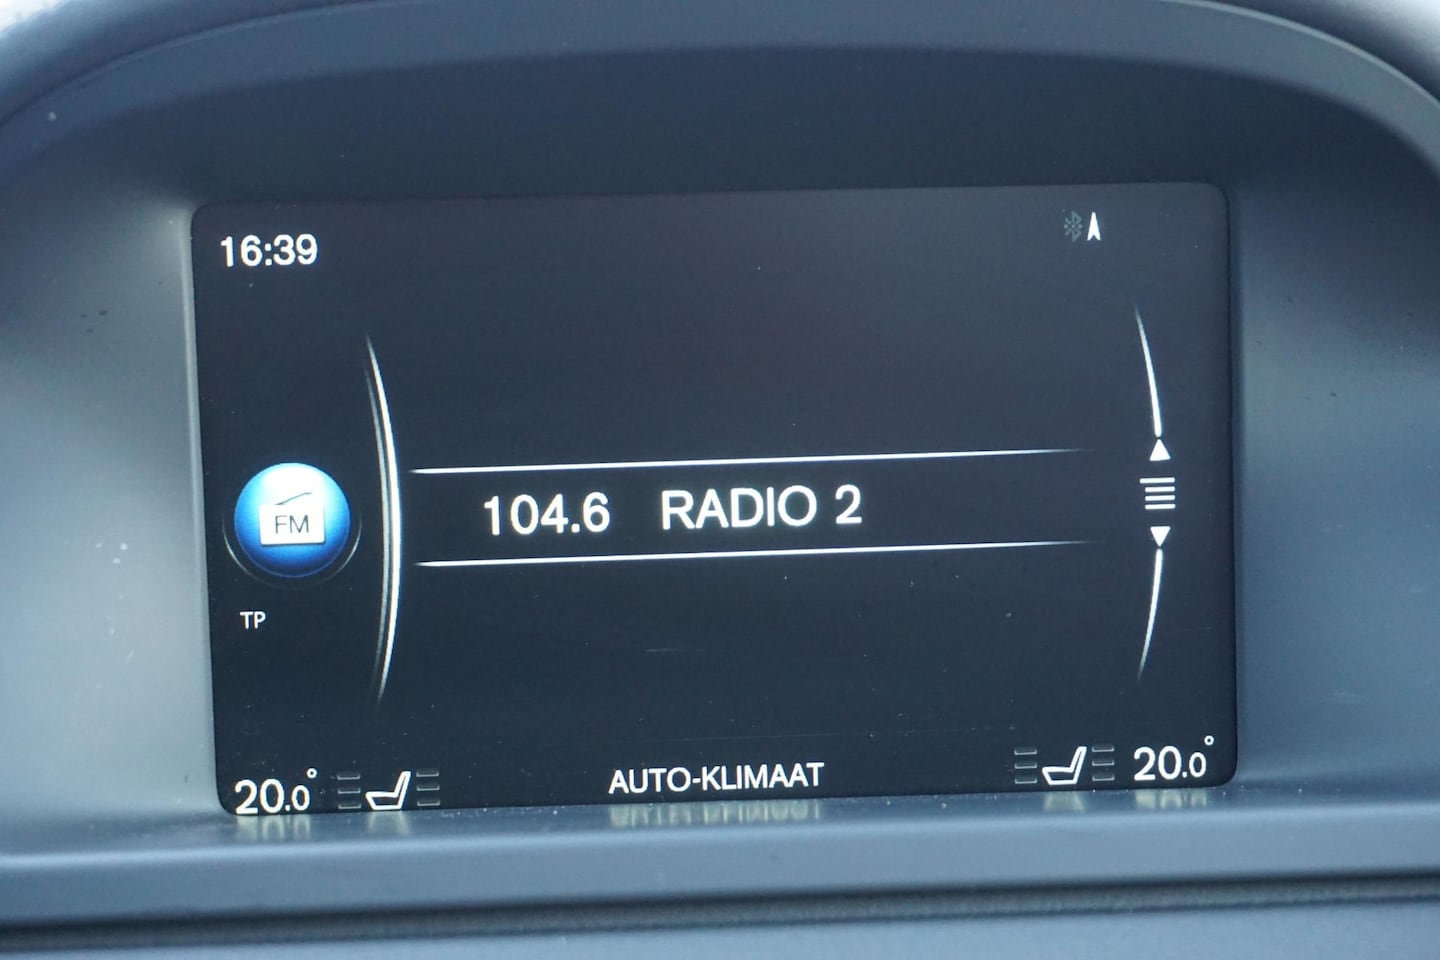 16:39
104.6 RADIO 2
FM
TP
20.0° AUTO-KLIMAAT 20.0°